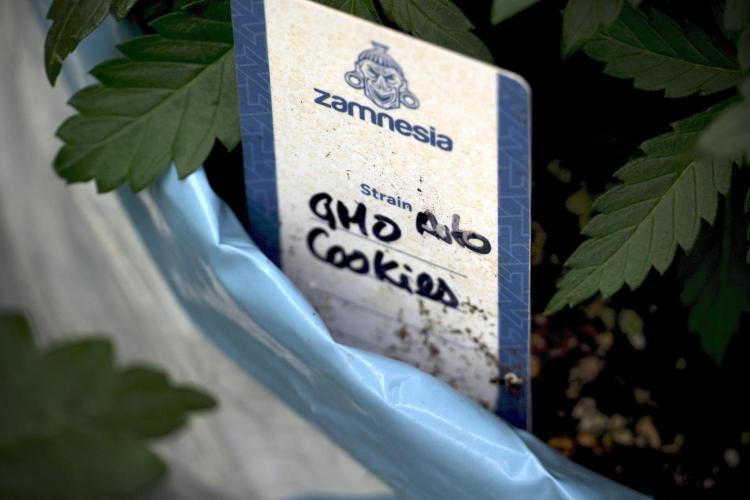 zamnesia
Strain
GMO Auto
Cookies